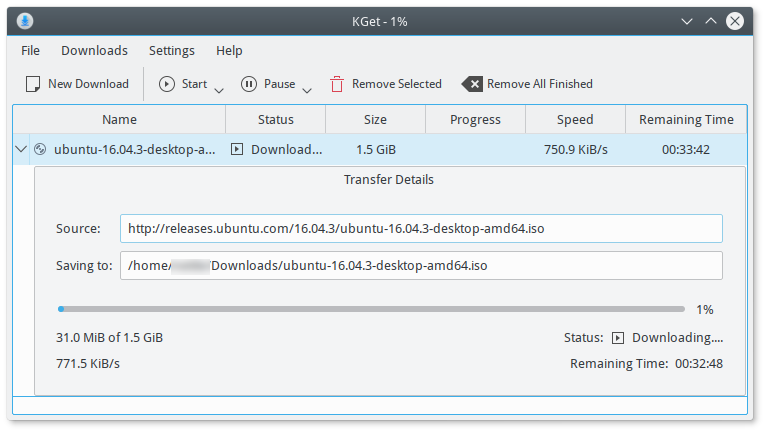 KGet - 1%
File Downloads Settings Help
New Download Start Pause Remove Selected Remove All Finished
Name Status Size Progress Speed Remaining Time
ubuntu-16.04.3-desktop-a... Download... 1.5 GiB 750.9 KiB/s 00:33:42
Transfer Details
Source: http://releases.ubuntu.com/16.04.3/ubuntu-16.04.3-desktop-amd64.iso
Saving to: /home/ /Downloads/ubuntu-16.04.3-desktop-amd64.iso
1%
31.0 MiB of 1.5 GiB Status: Downloading....
771.5 KiB/s Remaining Time: 00:32:48